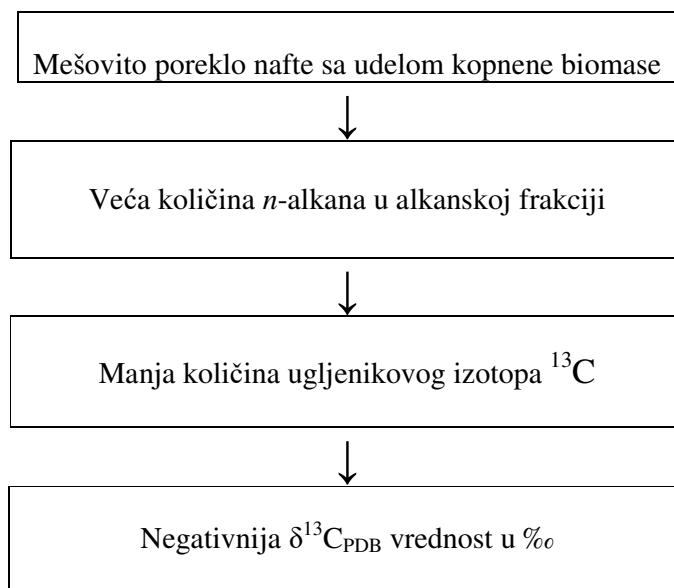 Mešovito poreklo nafte sa udelom kopnene biomase
↓
Veća količina n-alkana u alkanskoj frakciji
↓
Manja količina ugljenikovog izotopa ¹³C
↓
Negativnija δ¹³C_PDB vrednost u ‰